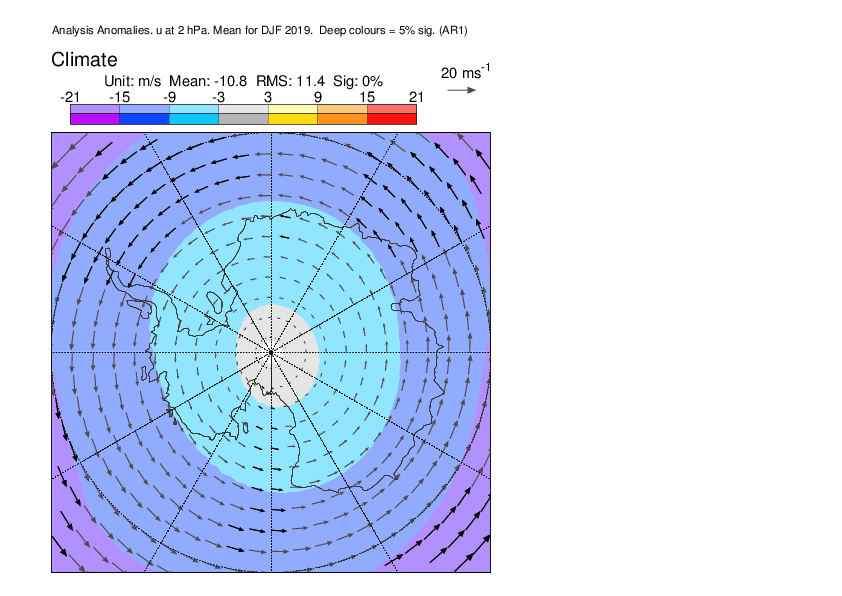 Analysis Anomalies. u at 2 hPa. Mean for DJF 2019.  Deep colours = 5% sig. (AR1)
Climate
20 ms-1
Unit: m/s  Mean: -10.8  RMS: 11.4  Sig: 0%
-21 -15 -9 -3 3 9 15 21